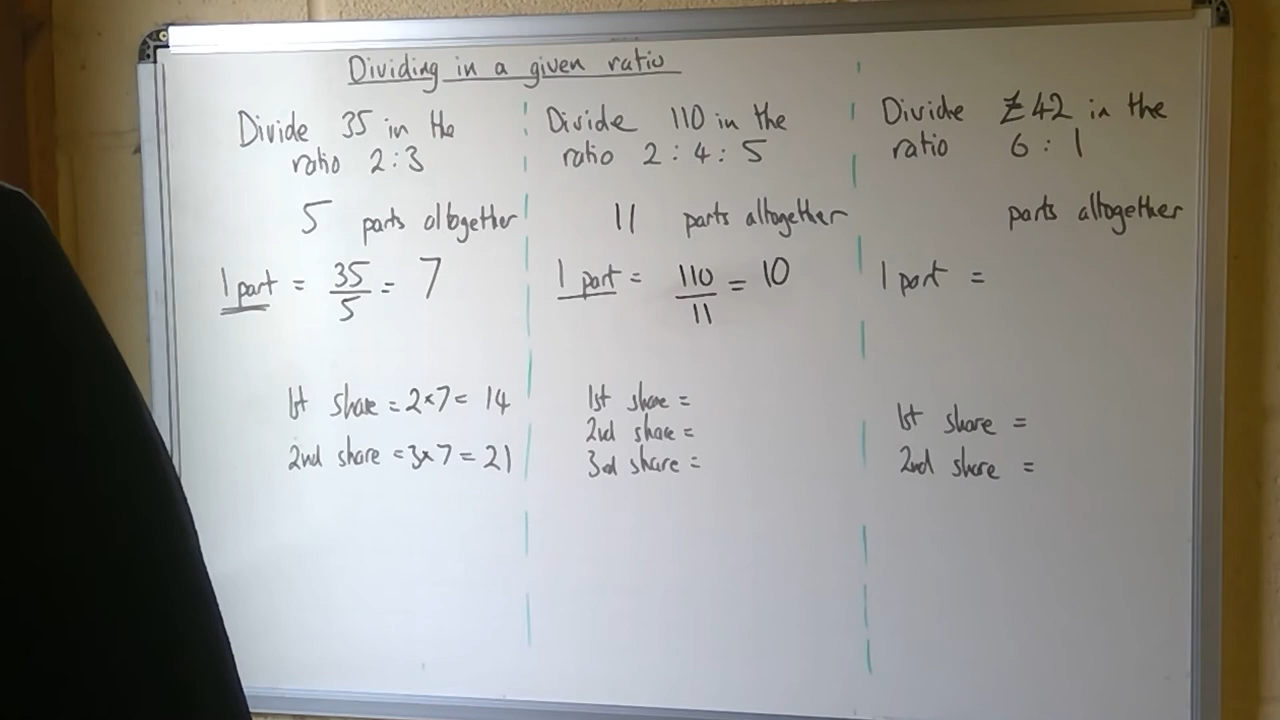 Dividing in a given ratio
Divide 35 in the
ratio 2:3
5 parts altogether
1 part = 35/5 = 7
1st share = 2×7 = 14
2nd share = 3×7 = 21
Divide 110 in the
ratio 2 : 4 : 5
11 parts altogether
1 part = 110/11 = 10
1st share =
2nd share =
3rd share =
Divide £42 in the
ratio 6 : 1
parts altogether
1 part =
1st share =
2nd share =